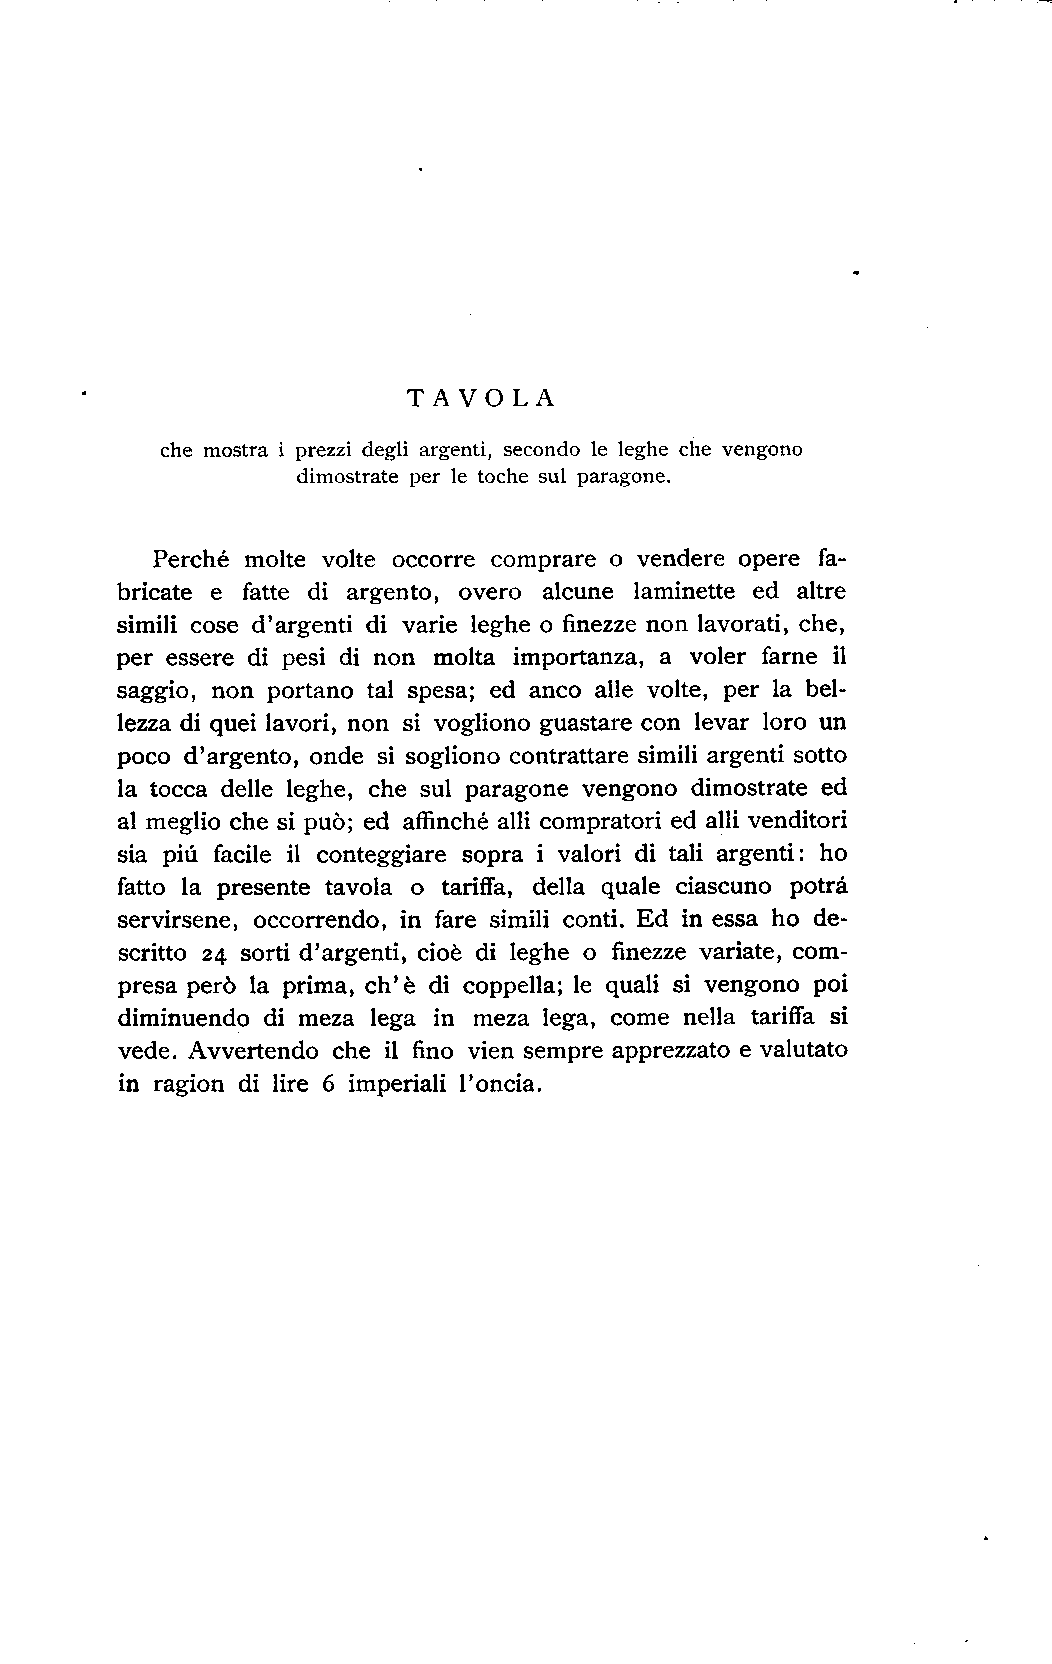 TAVOLA
che mostra i prezzi degli argenti, secondo le leghe che vengono
dimostrate per le toche sul paragone.
Perché molte volte occorre comprare o vendere opere fa-
bricate e fatte di argento, overo alcune laminette ed altre
simili cose d'argenti di varie leghe o finezze non lavorati, che,
per essere di pesi di non molta importanza, a voler farne il
saggio, non portano tal spesa; ed anco alle volte, per la bel-
lezza di quei lavori, non si vogliono guastare con levar loro un
poco d'argento, onde si sogliono contrattare simili argenti sotto
la tocca delle leghe, che sul paragone vengono dimostrate ed
al meglio che si può; ed affinché alli compratori ed alli venditori
sia piú facile il conteggiare sopra i valori di tali argenti: ho
fatto la presente tavola o tariffa, della quale ciascuno potrá
servirsene, occorrendo, in fare simili conti. Ed in essa ho de-
scritto 24 sorti d'argenti, cioè di leghe o finezze variate, com-
presa però la prima, ch'è di coppella; le quali si vengono poi
diminuendo di meza lega in meza lega, come nella tariffa si
vede. Avvertendo che il fino vien sempre apprezzato e valutato
in ragion di lire 6 imperiali l'oncia.